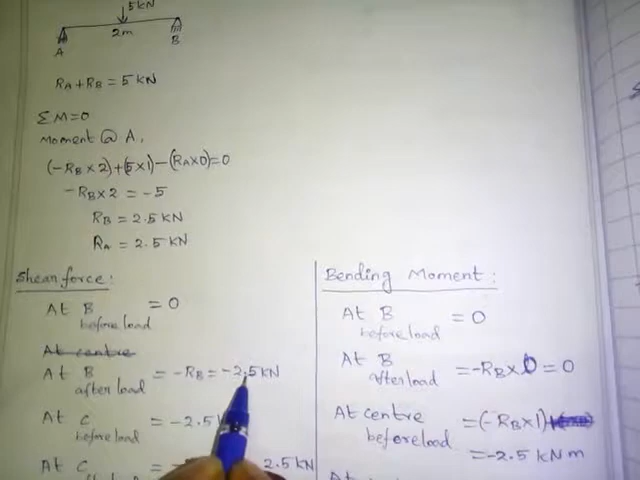 5kN
A 2m B
RA + RB = 5 kN
ΣM=0
Moment @ A,
(-RB×2)+(5×1)-(RA×0)=0
-RB×2 = -5
RB = 2.5 kN
RA = 2.5 kN
Shear force:
At B before load = 0
At centre
At B after load = -RB = -2.5kN
At C before load = -2.5
At C 2.5 kN
Bending Moment:
At B before load = 0
At B after load = -RB×0 = 0
At centre before load = (-RB×1)
= -2.5 kN m